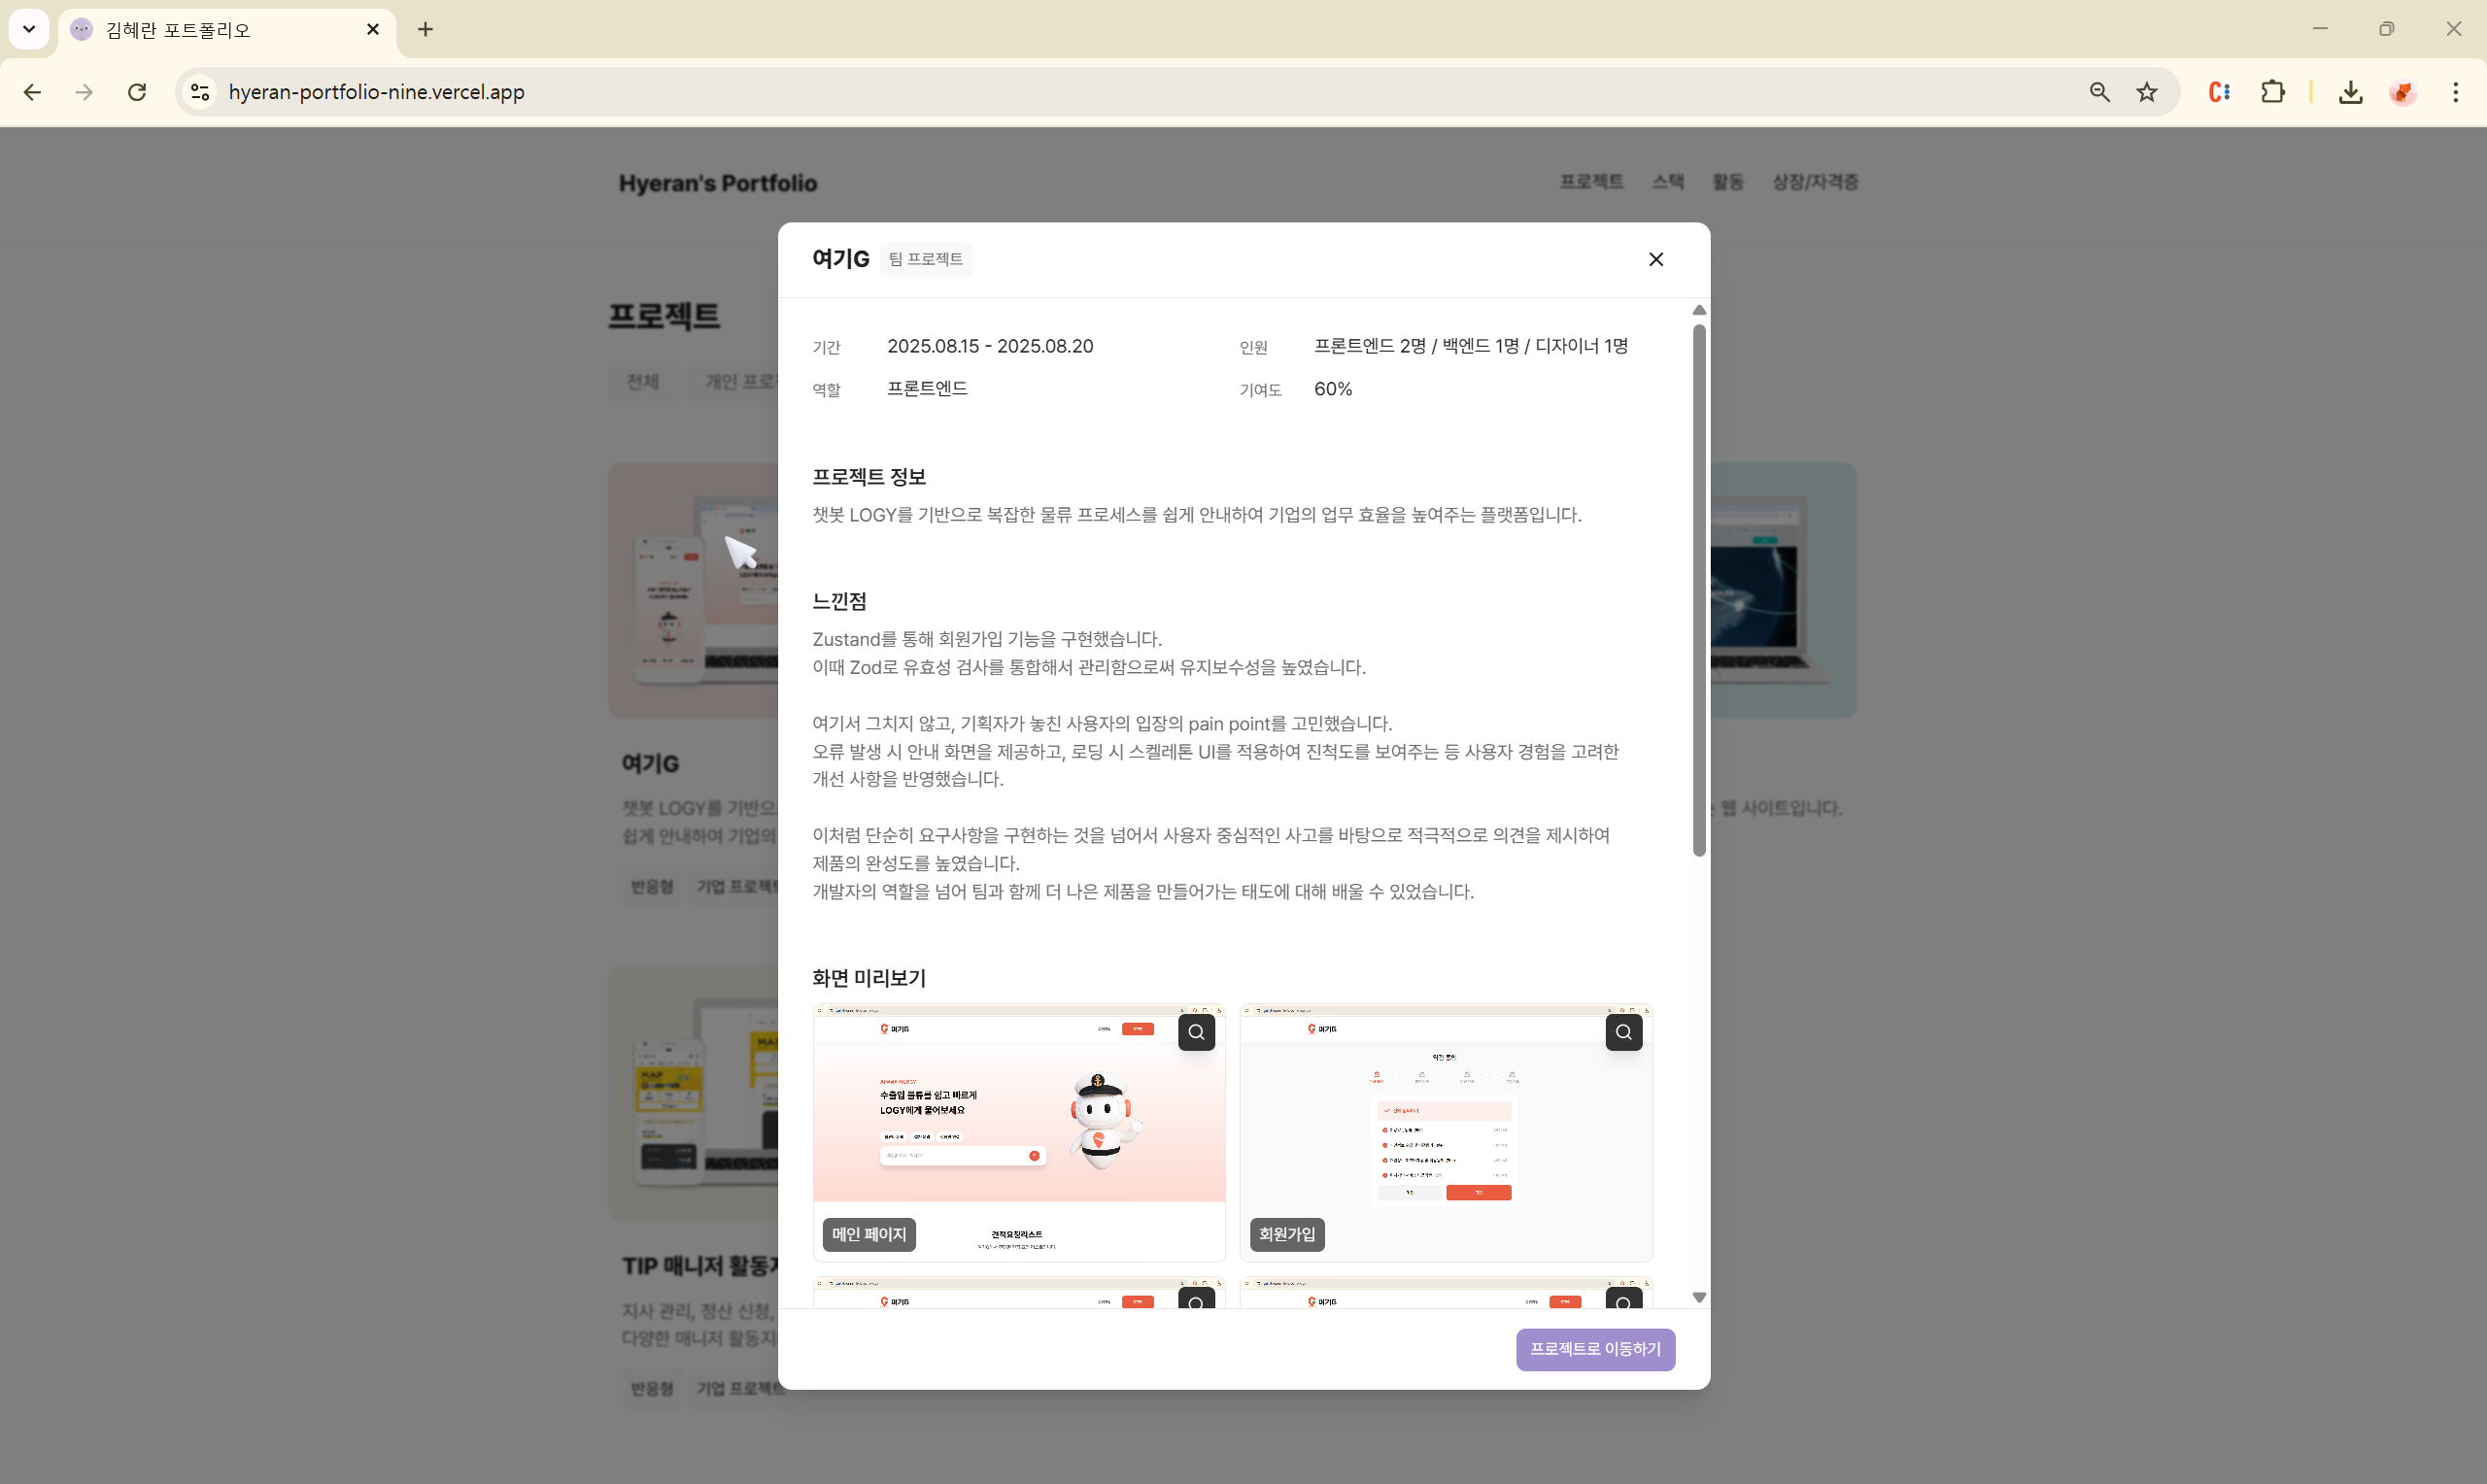 김혜란 포트폴리오
hyeran-portfolio-nine.vercel.app
Hyeran's Portfolio
프로젝트 스택 활동 상장/자격증
프로젝트
전체
개인
여기G
챗봇 LOGY를
쉽게 안내하여 기업의
반응형 기업
웹 사이트입니다.
TIP 매니저
지사 관리, 정산 신청,
다양한 매니저
반응형 기업 프로젝트
여기G 팀 프로젝트
기간 2025.08.15 - 2025.08.20 인원 프론트엔드 2명 / 백엔드 1명 / 디자이너 1명
역할 프론트엔드 기여도 60%
프로젝트 정보
챗봇 LOGY를 기반으로 복잡한 물류 프로세스를 쉽게 안내하여 기업의 업무 효율을 높여주는 플랫폼입니다.
느낀점
Zustand를 통해 회원가입 기능을 구현했습니다.
이때 Zod로 유효성 검사를 통합해서 관리함으로써 유지보수성을 높였습니다.
여기서 그치지 않고, 기획자가 놓친 사용자의 입장의 pain point를 고민했습니다.
오류 발생 시 안내 화면을 제공하고, 로딩 시 스켈레톤 UI를 적용하여 진척도를 보여주는 등 사용자 경험을 고려한
개선 사항을 반영했습니다.
이처럼 단순히 요구사항을 구현하는 것을 넘어서 사용자 중심적인 사고를 바탕으로 적극적으로 의견을 제시하여
제품의 완성도를 높였습니다.
개발자의 역할을 넘어 팀과 함께 더 나은 제품을 만들어가는 태도에 대해 배울 수 있었습니다.
화면 미리보기
여기G
수출입 물류를 쉽고 빠르게
LOGY에게 물어보세요
견적요청리스트
메인 페이지
여기G
약관 동의
회원가입
여기G
여기G
프로젝트로 이동하기